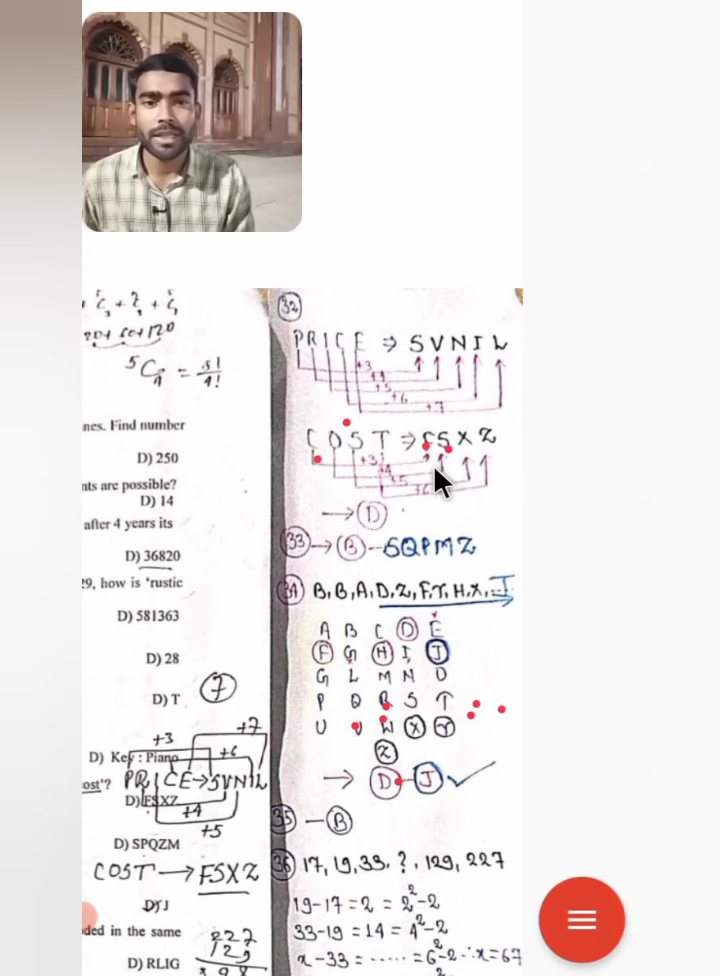 20+60+120
⁵C₄ = 5!/4!
nes. Find number
D) 250
nts are possible?
D) 14
after 4 years its
D) 36820
29, how is 'rustic
D) 581363
D) 28
D) T
7
+3
+7
D) Key : Piano
+6
PRICE→SVNIL
ost'?
D) FSXZ
+4
+5
D) SPQZM
COST → FSXZ
D) J
ded in the same
227
129
D) RLIG
32
PRICE ⇒ SVNIL
+3
+4
+5
+6
+7
COST ⇒ FSXZ
+3
+4
+5
+6
→ D
33 → B - SQPMZ
34 B, B, A, D, Z, F, Y, H, X, .. J
A B C D E
F G H I J
G L M N O
P Q R S T
U V W X Y
Z
→ D - J ✓
35 - B
36 17, 19, 33, ?, 129, 227
19-17 = 2 = 2²-2
33-19 = 14 = 4²-2
x-33 = ..... = 6²-2 ∴x=67